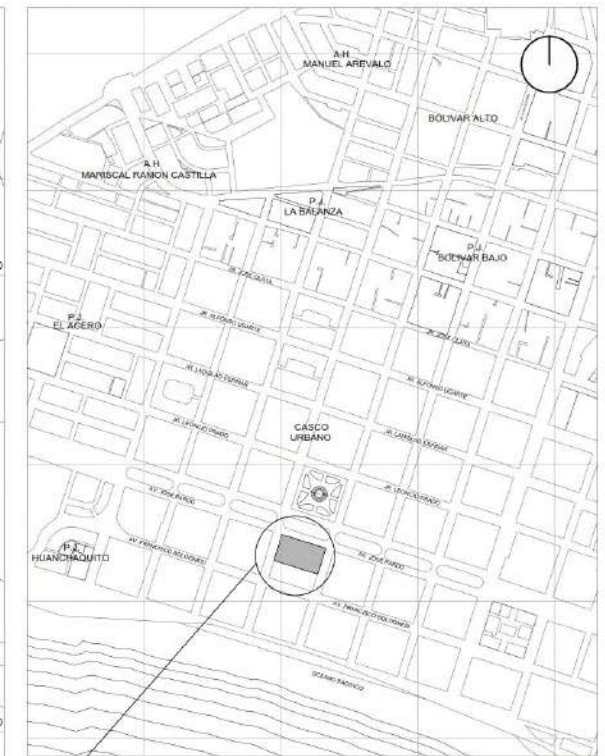 A.H.
MANUEL AREVALO
BOLIVAR ALTO
A.H.
MARISCAL RAMON CASTILLA
P.J.
LA BALANZA
P.J.
BOLIVAR BAJO
JR. JOSE OLAYA
P.J.
EL ACERO
JR. ALFONSO UGARTE
JR. JOSE OLAYA
JR. LADISLAO ESPINAR
JR. ALFONSO UGARTE
JR. LEONCIO PRADO
CASCO
URBANO
JR. LADISLAO ESPINAR
JR. LEONCIO PRADO
AV. JOSE PARDO
AV. FRANCISCO BOLOGNESI
AV. JOSE PARDO
P.J.
HUANCHAQUITO
AV. FRANCISCO BOLOGNESI
OCEANO PACIFICO